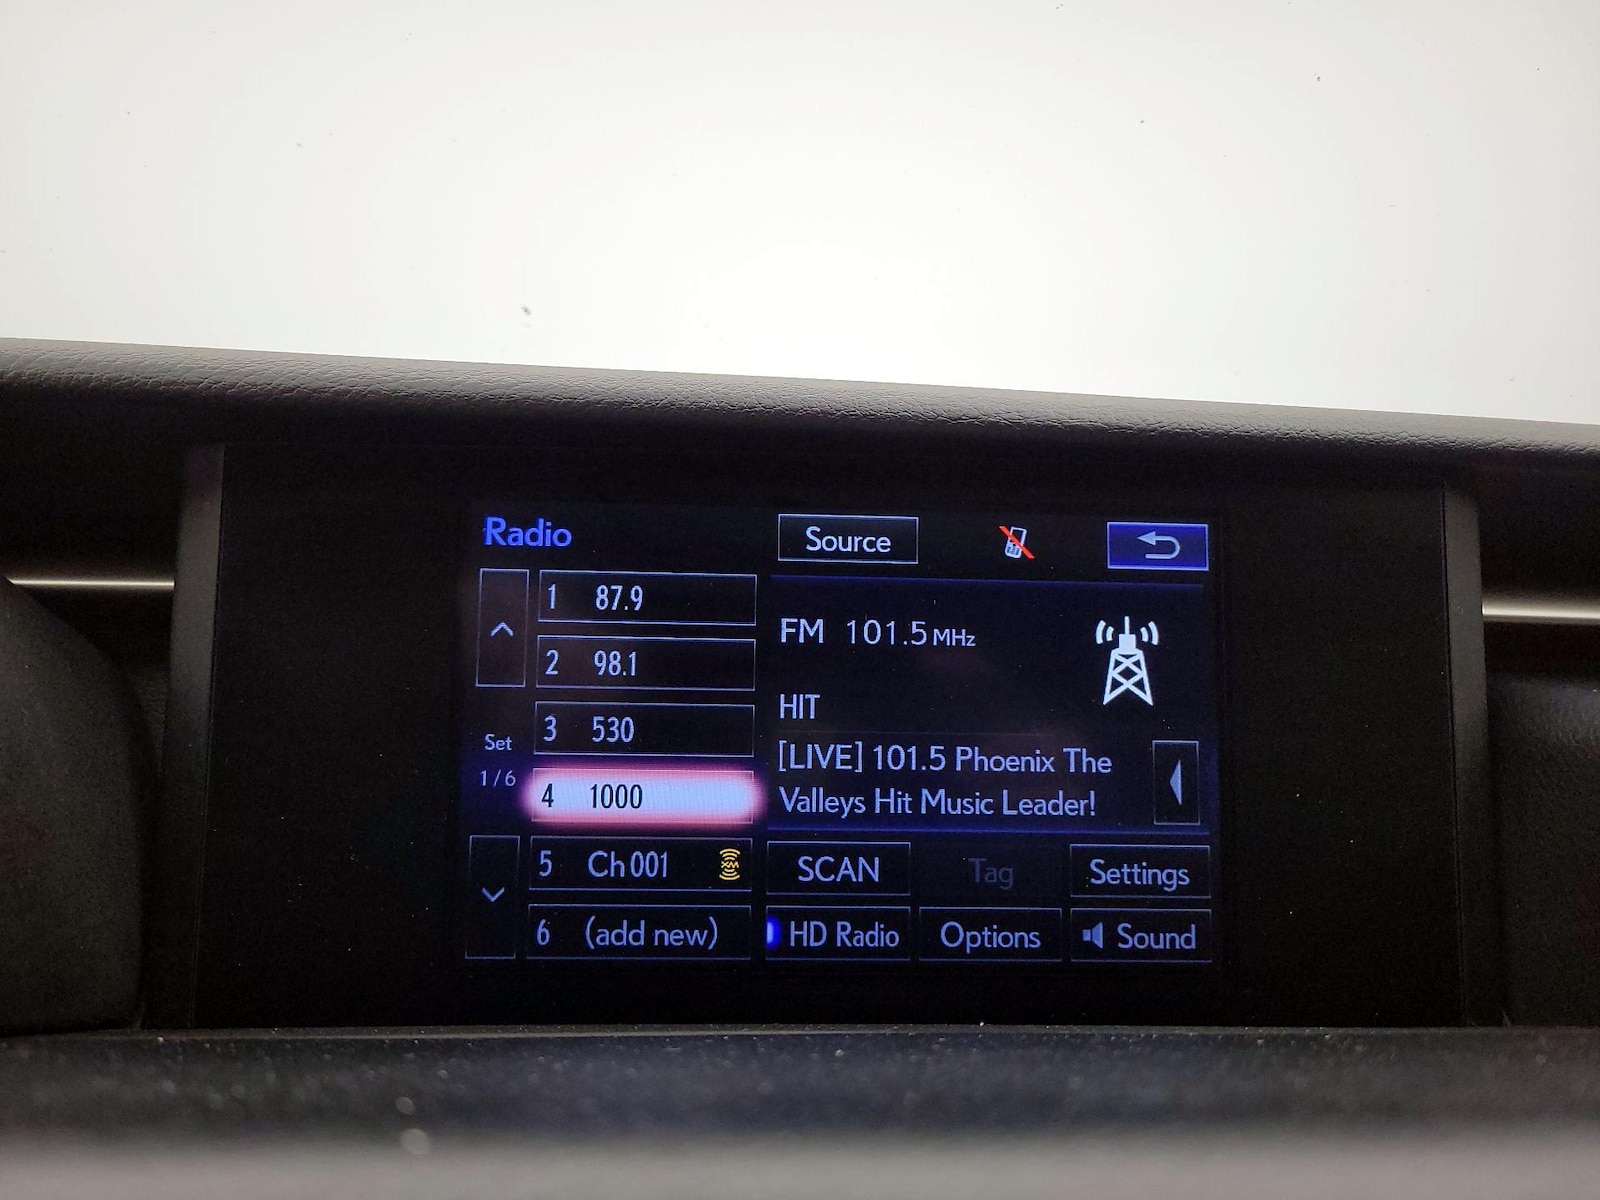 Radio
Source
1 87.9
2 98.1
3 530
Set
1/6
4 1000
5 Ch 001 XM
6 (add new)
FM 101.5 MHz
HIT
[LIVE] 101.5 Phoenix The
Valleys Hit Music Leader!
SCAN Tag Settings
HD Radio Options Sound